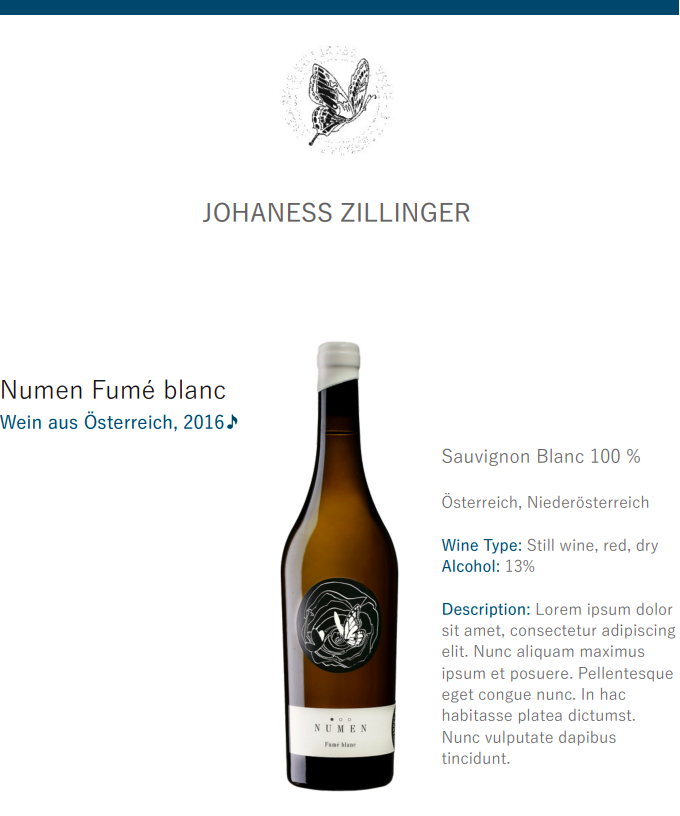 JOHANESS ZILLINGER
Numen Fumé blanc
Wein aus Österreich, 2016♪
Sauvignon Blanc 100 %
Österreich, Niederösterreich
Wine Type: Still wine, red, dry
Alcohol: 13%
Description: Lorem ipsum dolor
sit amet, consectetur adipiscing
elit. Nunc aliquam maximus
ipsum et posuere. Pellentesque
eget congue nunc. In hac
habitasse platea dictumst.
Nunc vulputate dapibus
tincidunt.
NUMEN
Fumé blanc